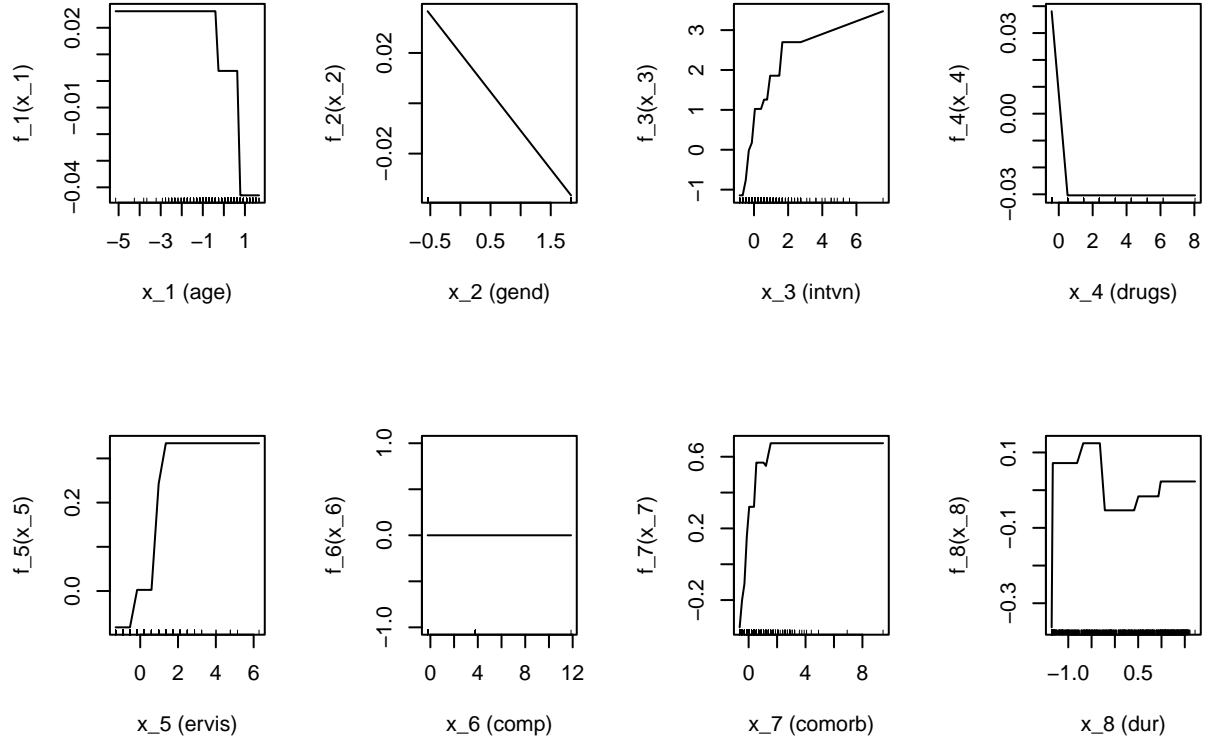 f_1(x_1)
0.02
−0.01
−0.04
−5 −3 −1 1
x_1 (age)
f_2(x_2)
0.02
−0.02
−0.5 0.5 1.5
x_2 (gend)
f_3(x_3)
3
2
1
0
−1
0 2 4 6
x_3 (intvn)
f_4(x_4)
0.03
0.00
−0.03
0 2 4 6 8
x_4 (drugs)
f_5(x_5)
0.2
0.0
0 2 4 6
x_5 (ervis)
f_6(x_6)
1.0
0.0
−1.0
0 4 8 12
x_6 (comp)
f_7(x_7)
0.6
0.2
−0.2
0 2 4 6 8
x_7 (comorb)
f_8(x_8)
0.1
−0.1
−0.3
−1.0 0.5
x_8 (dur)